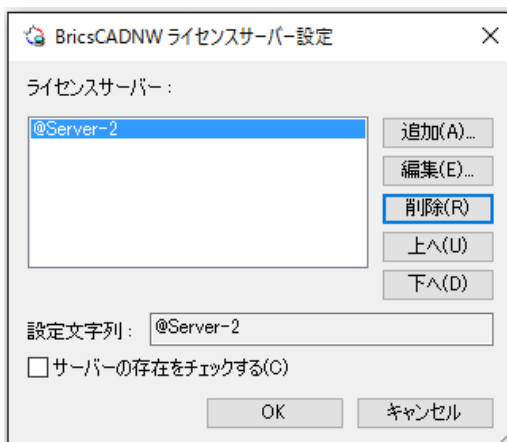 BricsCADNW ライセンスサーバー設定
ライセンスサーバー :
@Server-2
追加(A)...
編集(E)...
削除(R)
上へ(U)
下へ(D)
設定文字列 : @Server-2
サーバーの存在をチェックする(C)
OK キャンセル